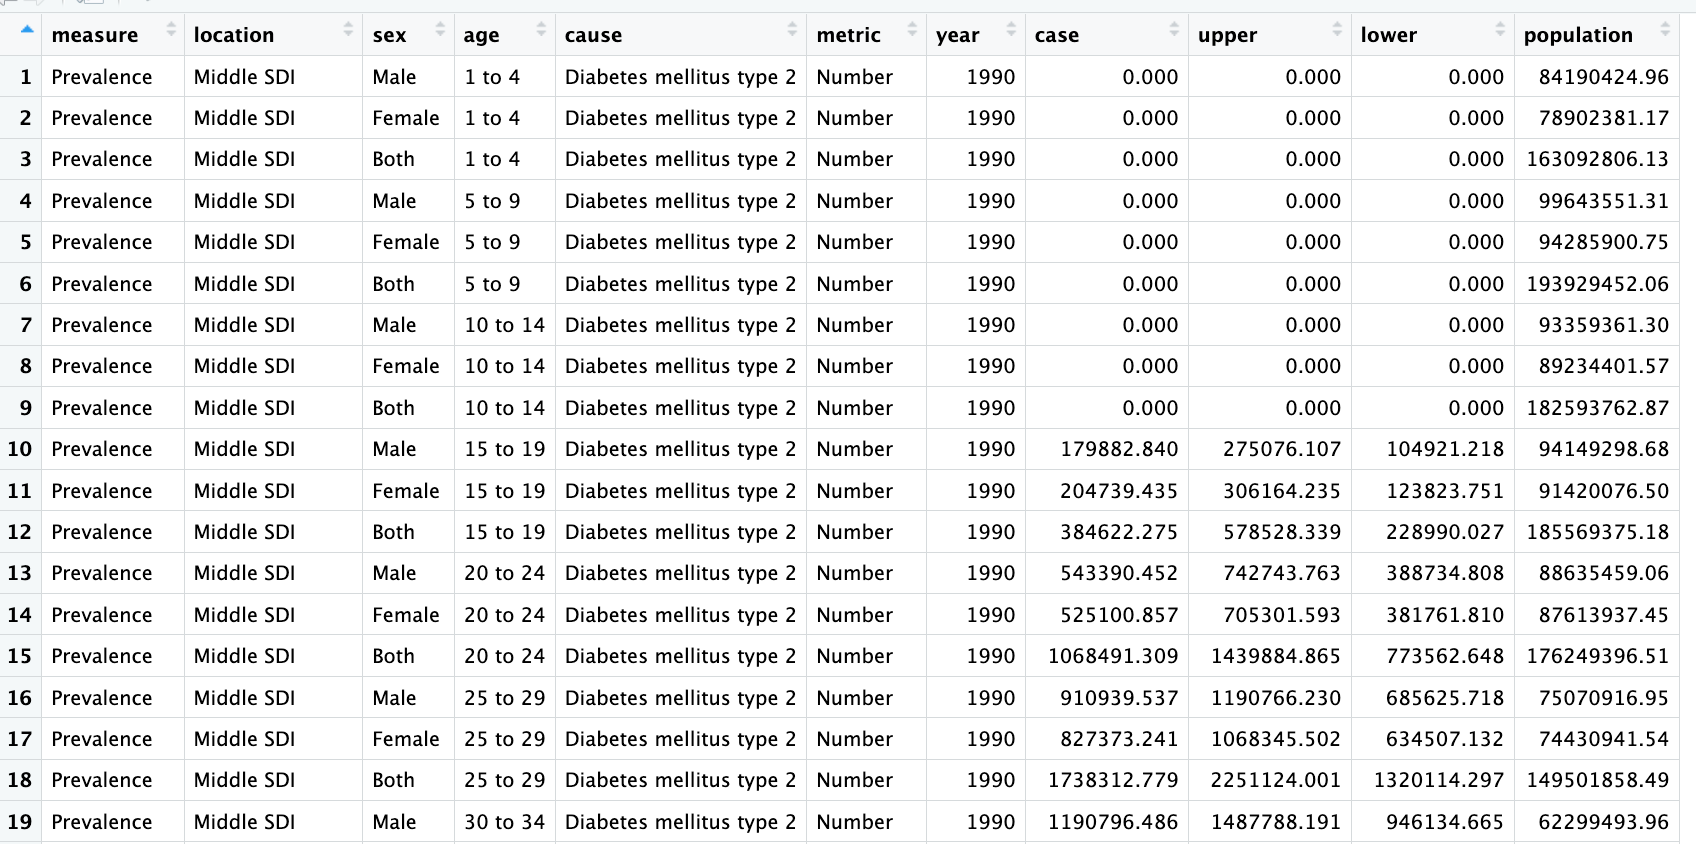 measure location sex age cause metric year case upper lower population
1 Prevalence Middle SDI Male 1 to 4 Diabetes mellitus type 2 Number 1990 0.000 0.000 0.000 84190424.96
2 Prevalence Middle SDI Female 1 to 4 Diabetes mellitus type 2 Number 1990 0.000 0.000 0.000 78902381.17
3 Prevalence Middle SDI Both 1 to 4 Diabetes mellitus type 2 Number 1990 0.000 0.000 0.000 163092806.13
4 Prevalence Middle SDI Male 5 to 9 Diabetes mellitus type 2 Number 1990 0.000 0.000 0.000 99643551.31
5 Prevalence Middle SDI Female 5 to 9 Diabetes mellitus type 2 Number 1990 0.000 0.000 0.000 94285900.75
6 Prevalence Middle SDI Both 5 to 9 Diabetes mellitus type 2 Number 1990 0.000 0.000 0.000 193929452.06
7 Prevalence Middle SDI Male 10 to 14 Diabetes mellitus type 2 Number 1990 0.000 0.000 0.000 93359361.30
8 Prevalence Middle SDI Female 10 to 14 Diabetes mellitus type 2 Number 1990 0.000 0.000 0.000 89234401.57
9 Prevalence Middle SDI Both 10 to 14 Diabetes mellitus type 2 Number 1990 0.000 0.000 0.000 182593762.87
10 Prevalence Middle SDI Male 15 to 19 Diabetes mellitus type 2 Number 1990 179882.840 275076.107 104921.218 94149298.68
11 Prevalence Middle SDI Female 15 to 19 Diabetes mellitus type 2 Number 1990 204739.435 306164.235 123823.751 91420076.50
12 Prevalence Middle SDI Both 15 to 19 Diabetes mellitus type 2 Number 1990 384622.275 578528.339 228990.027 185569375.18
13 Prevalence Middle SDI Male 20 to 24 Diabetes mellitus type 2 Number 1990 543390.452 742743.763 388734.808 88635459.06
14 Prevalence Middle SDI Female 20 to 24 Diabetes mellitus type 2 Number 1990 525100.857 705301.593 381761.810 87613937.45
15 Prevalence Middle SDI Both 20 to 24 Diabetes mellitus type 2 Number 1990 1068491.309 1439884.865 773562.648 176249396.51
16 Prevalence Middle SDI Male 25 to 29 Diabetes mellitus type 2 Number 1990 910939.537 1190766.230 685625.718 75070916.95
17 Prevalence Middle SDI Female 25 to 29 Diabetes mellitus type 2 Number 1990 827373.241 1068345.502 634507.132 74430941.54
18 Prevalence Middle SDI Both 25 to 29 Diabetes mellitus type 2 Number 1990 1738312.779 2251124.001 1320114.297 149501858.49
19 Prevalence Middle SDI Male 30 to 34 Diabetes mellitus type 2 Number 1990 1190796.486 1487788.191 946134.665 62299493.96